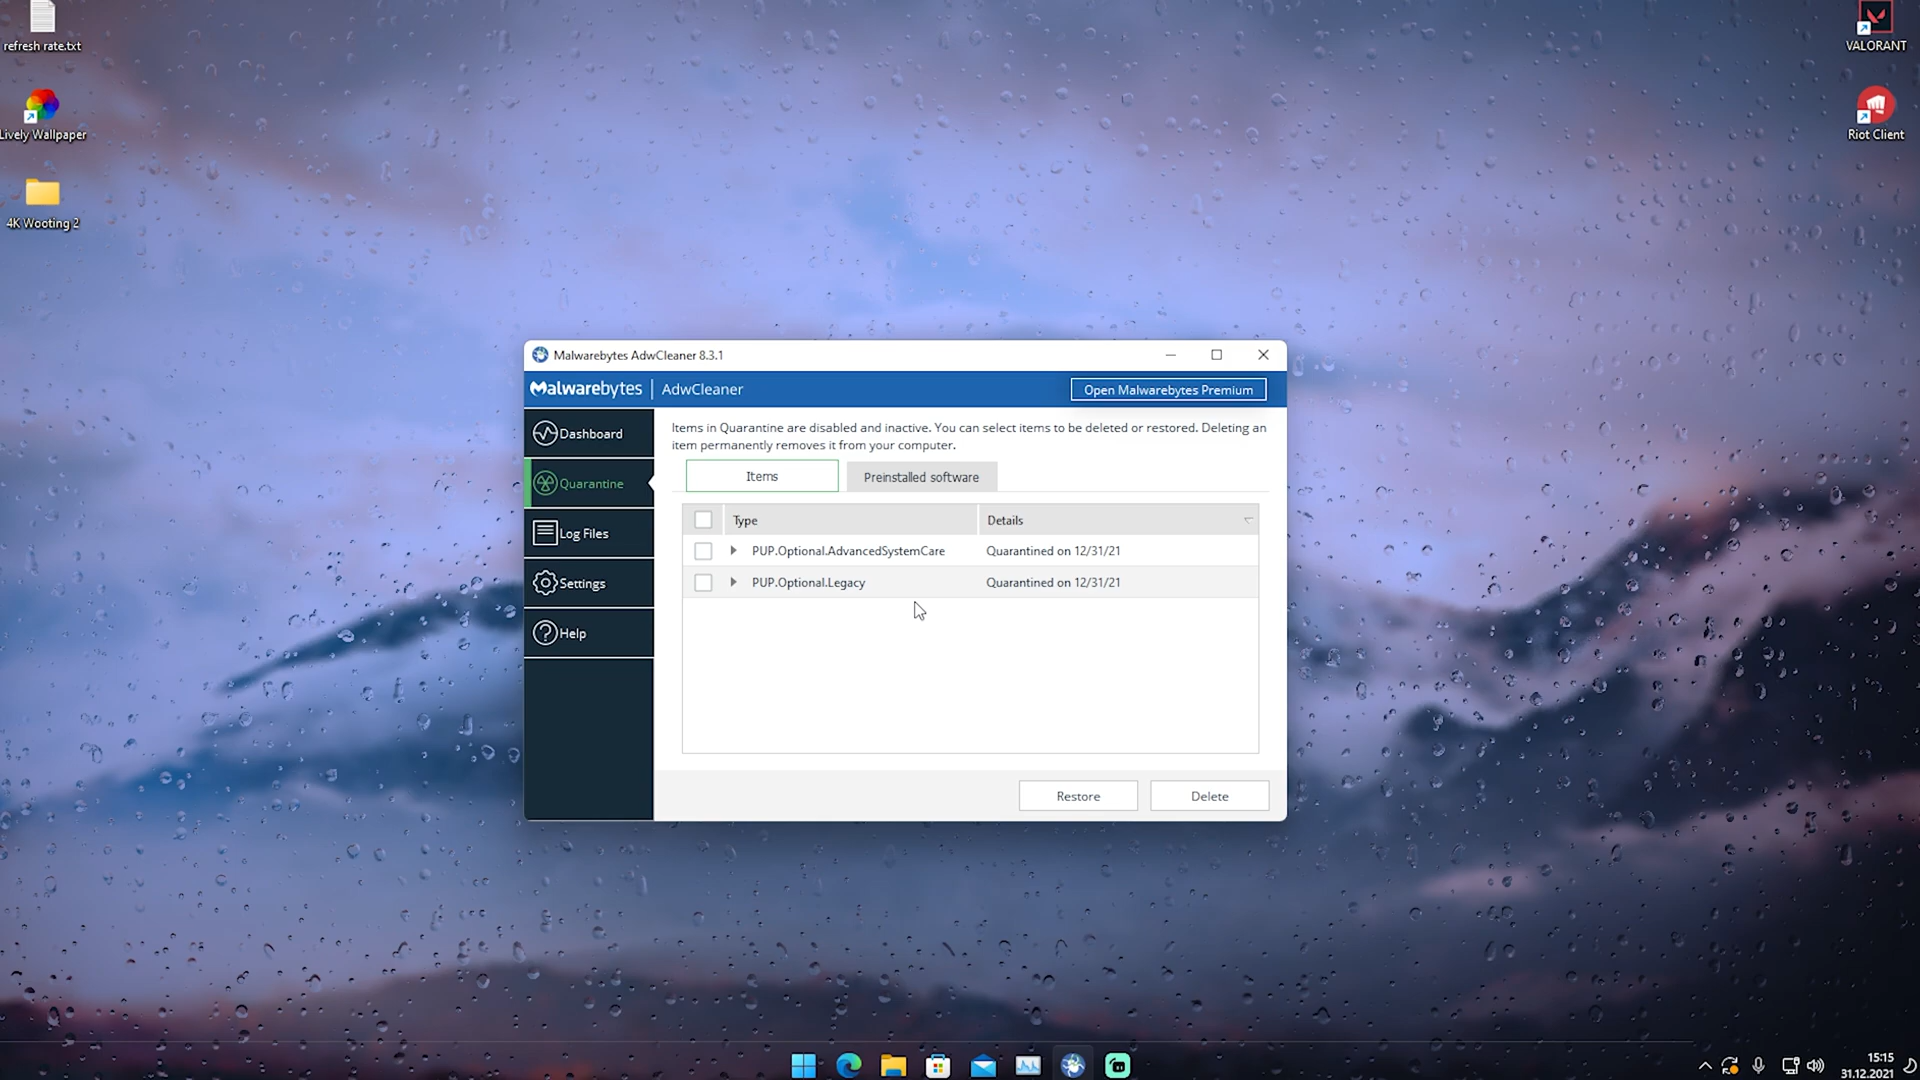 refresh rate.txt
Lively Wallpaper
4K Wooting 2
VALORANT
Riot Client
Malwarebytes AdwCleaner 8.3.1
Malwarebytes | AdwCleaner
Open Malwarebytes Premium
Dashboard
Quarantine
Log Files
Settings
Help
Items in Quarantine are disabled and inactive. You can select items to be deleted or restored. Deleting an
item permanently removes it from your computer.
Items
Preinstalled software
Type
Details
PUP.Optional.AdvancedSystemCare
Quarantined on 12/31/21
PUP.Optional.Legacy
Quarantined on 12/31/21
Restore
Delete
15:15
31.12.2021